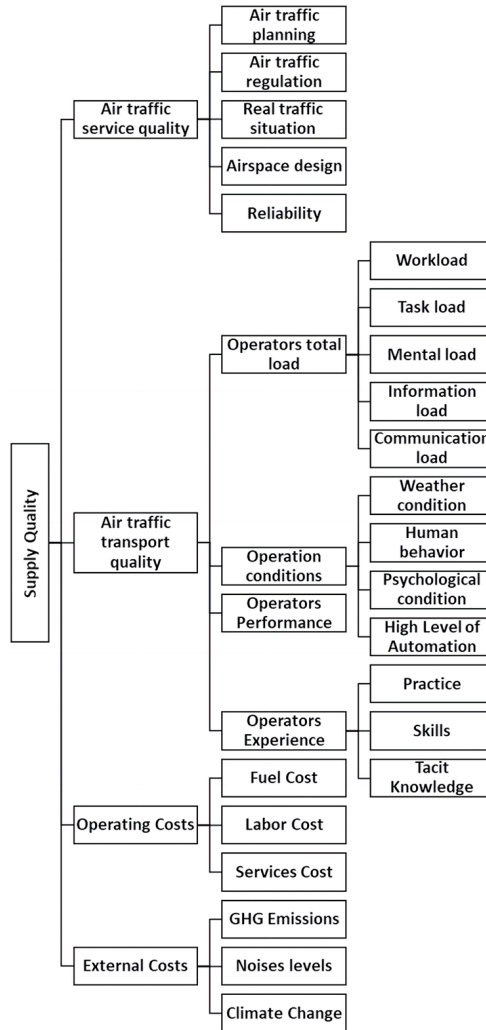 Supply Quality
Air traffic
service quality
Air traffic
planning
Air traffic
regulation
Real traffic
situation
Airspace design
Reliability
Air traffic
transport
quality
Operators total
load
Workload
Task load
Mental load
Information
load
Communication
load
Operation
conditions
Weather
condition
Human
behavior
Psychological
condition
High Level of
Automation
Operators
Performance
Operators
Experience
Practice
Skills
Tacit
Knowledge
Operating Costs
Fuel Cost
Labor Cost
Services Cost
External Costs
GHG Emissions
Noises levels
Climate Change